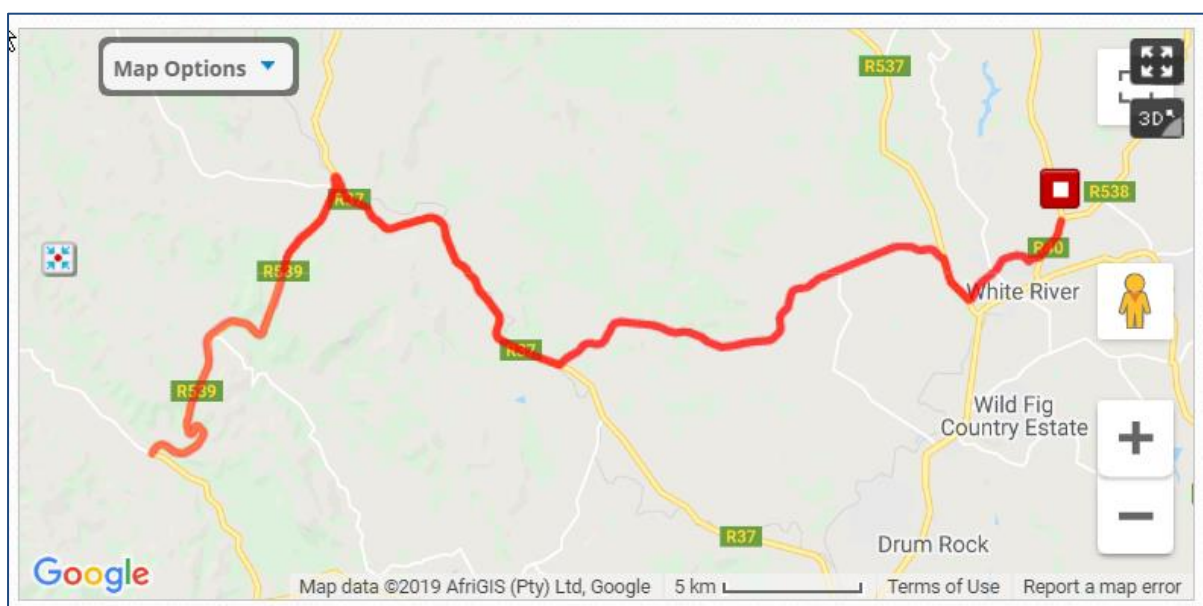 Map Options
R537
3D
R37
R538
R539
R40
White River
R37
R539
Wild Fig
Country Estate
R37
Drum Rock
Google
Map data ©2019 AfriGIS (Pty) Ltd, Google 5 km Terms of Use Report a map error